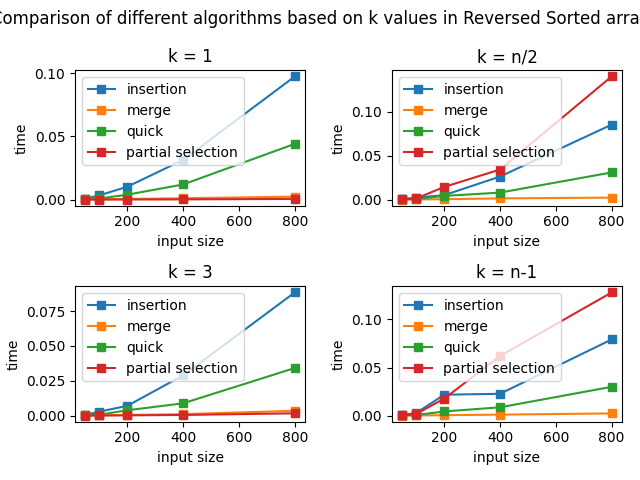 Comparison of different algorithms based on k values in Reversed Sorted arra
k = 1
k = n/2
0.10
0.05
0.00
time
insertion
merge
quick
partial selection
200 400 600 800
input size
0.10
0.05
0.00
time
insertion
merge
quick
partial selection
200 400 600 800
input size
k = 3
k = n-1
0.075
0.050
0.025
0.000
time
insertion
merge
quick
partial selection
200 400 600 800
input size
0.10
0.05
0.00
time
insertion
merge
quick
partial selection
200 400 600 800
input size